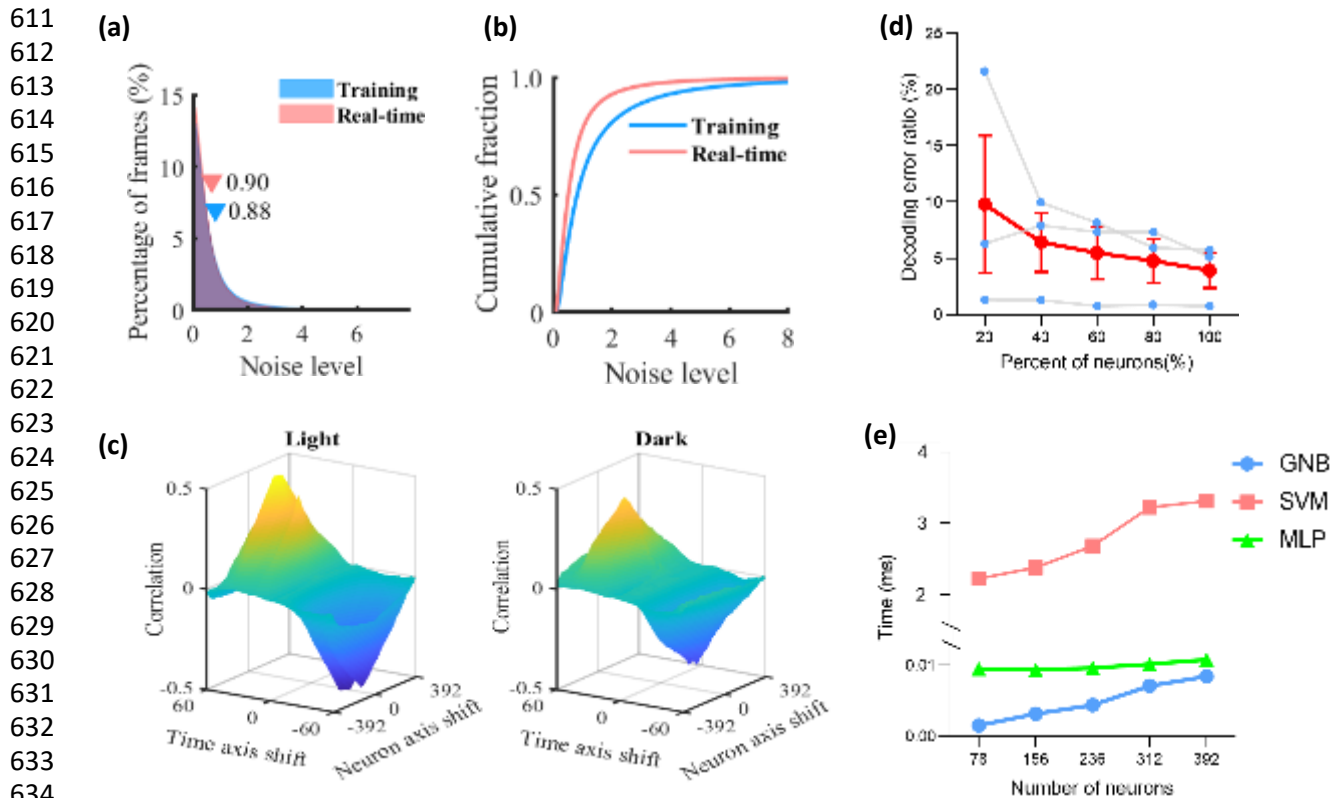 611
612
613
614
615
616
617
618
619
620
621
622
623
624
625
626
627
628
629
630
631
632
633
634
(a)
Percentage of frames (%)
15
10
5
0
0 2 4 6
Noise level
Training
Real-time
0.90
0.88
(b)
Cumulative fraction
1.0
0.5
0
0 2 4 6 8
Noise level
Training
Real-time
(d)
Decoding error ratio (%)
25
20
15
10
5
0
20 40 60 80 100
Percent of neurons(%)
(c)
Light
Correlation
0.5
0
-0.5
60 0 -60
Time axis shift
-392 0 392
Neuron axis shift
Dark
Correlation
0.5
0
-0.5
60 0 -60
Time axis shift
-392 0 392
Neuron axis shift
(e)
Time (ms)
4
3
2
0.01
0.00
78 156 236 312 392
Number of neurons
GNB
SVM
MLP